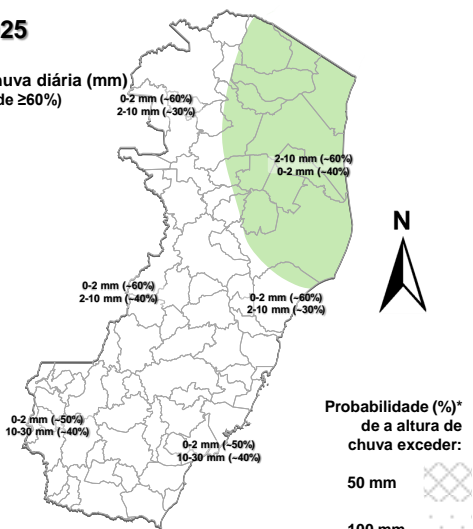 25
huva diária (mm)
de ≥60%)
0-2 mm (~60%)
2-10 mm (~30%)
2-10 mm (~60%)
0-2 mm (~40%)
N
0-2 mm (~60%)
2-10 mm (~40%)
0-2 mm (~60%)
2-10 mm (~30%)
Probabilidade (%)*
de a altura de
chuva exceder:
0-2 mm (~50%)
10-30 mm (~40%)
0-2 mm (~50%)
10-30 mm (~40%)
50 mm
100 mm